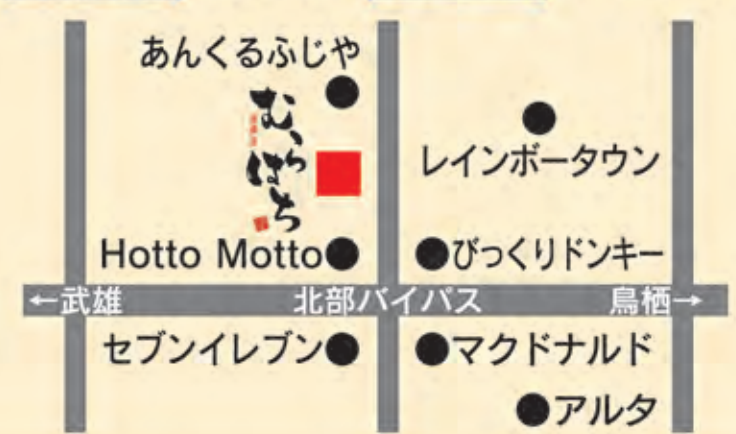 あんくるふじや
むらはち
レインボータウン
Hotto Motto
びっくりドンキー
←武雄
北部バイパス
鳥栖→
セブンイレブン
マクドナルド
アルタ